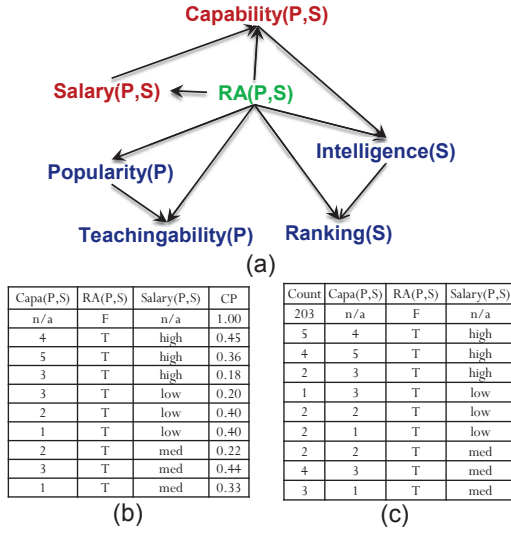 Capability(P,S)
Salary(P,S) RA(P,S)
Intelligence(S)
Popularity(P)
Teachingability(P) Ranking(S)
(a)
Capa(P,S) RA(P,S) Salary(P,S) CP
n/a F n/a 1.00
4 T high 0.45
5 T high 0.36
3 T high 0.18
3 T low 0.20
2 T low 0.40
1 T low 0.40
2 T med 0.22
3 T med 0.44
1 T med 0.33
(b)
Count Capa(P,S) RA(P,S) Salary(P,S)
203 n/a F n/a
5 4 T high
4 5 T high
2 3 T high
1 3 T low
2 2 T low
2 1 T low
2 2 T med
4 3 T med
3 1 T med
(c)